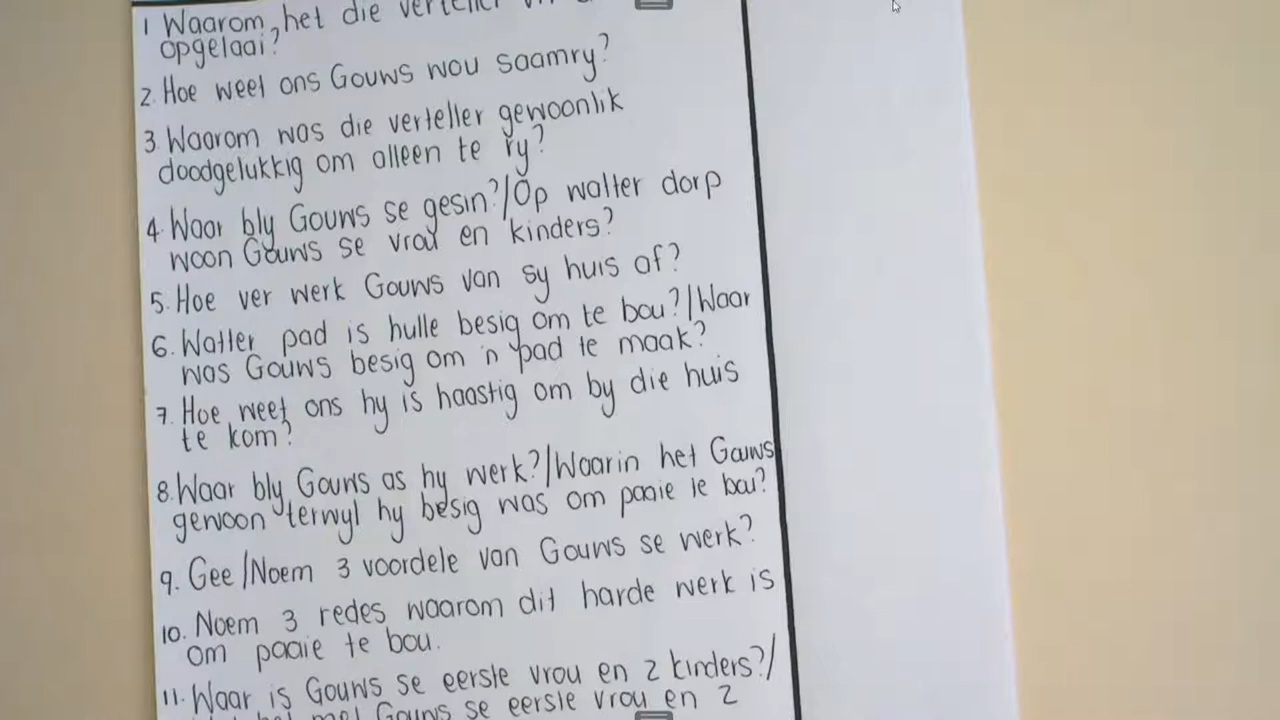 1 Waarom het die verteller
opgelaai?
2. Hoe weet ons Gouws wou saamry?
3. Waarom was die verteller gewoonlik
doodgelukkig om alleen te ry?
4. Waar bly Gouws se gesin?/Op watter dorp
woon Gouws se vrou en kinders?
5. Hoe ver werk Gouws van sy huis af?
6. Watter pad is hulle besig om te bou?/Waar
was Gouws besig om 'n pad te maak?
7. Hoe weet ons hy is haastig om by die huis
te kom?
8. Waar bly Gouws as hy werk?/Waarin het Gouws
gewoon terwyl hy besig was om paaie te bou?
9. Gee/Noem 3 voordele van Gouws se werk?
10. Noem 3 redes waarom dit harde werk is
om paaie te bou.
11. Waar is Gouws se eerste vrou en 2 kinders?/
met Gouws se eerste vrou en 2